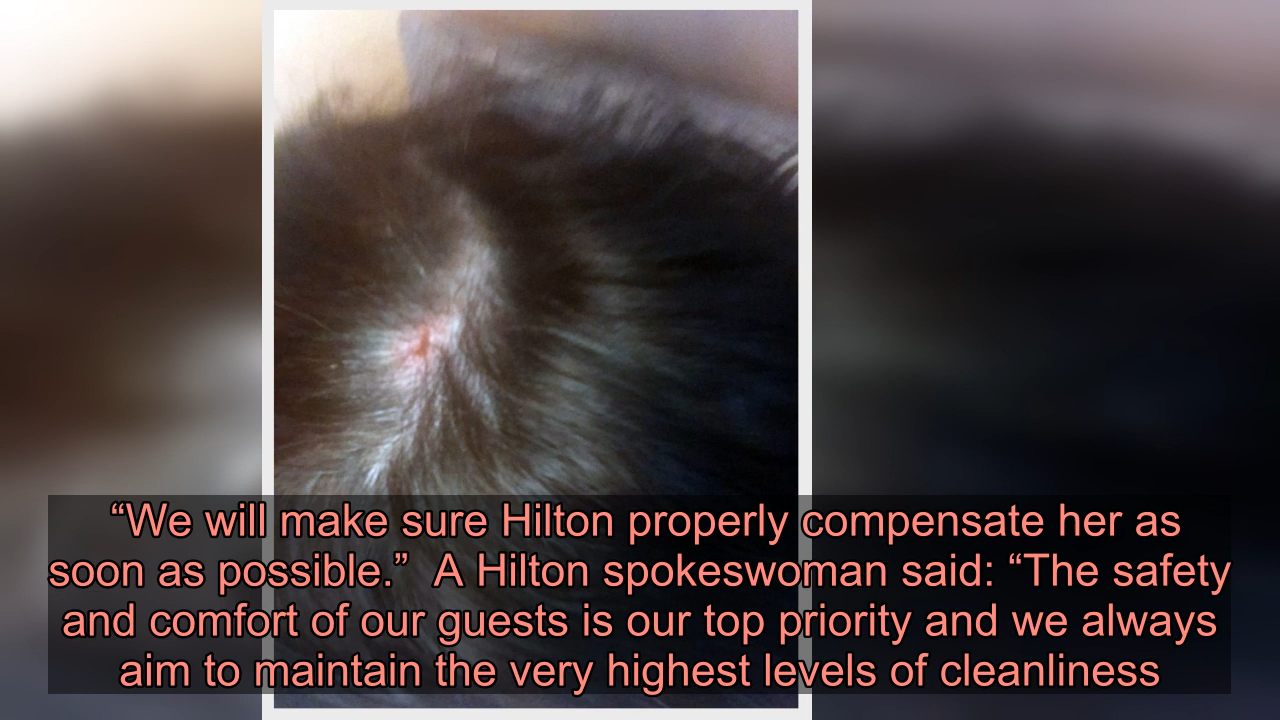 “We will make sure Hilton properly compensate her as
soon as possible.”  A Hilton spokeswoman said: “The safety
and comfort of our guests is our top priority and we always
aim to maintain the very highest levels of cleanliness